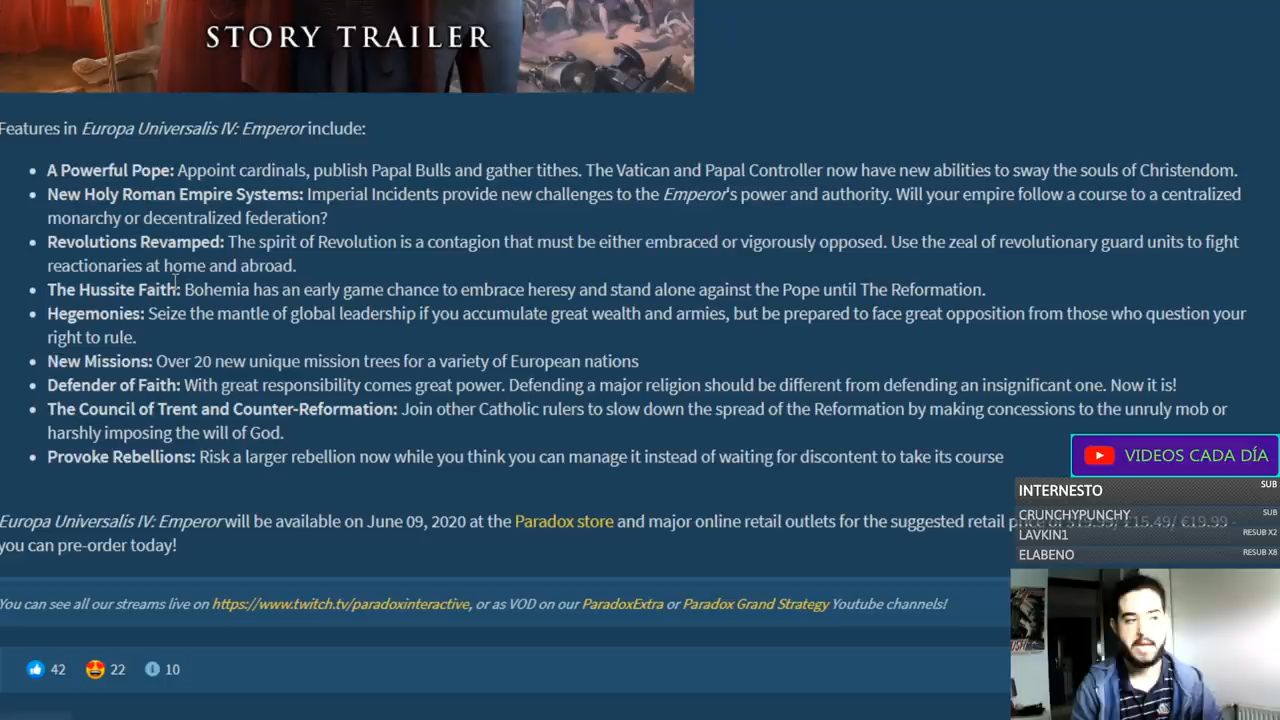 STORY TRAILER
Features in Europa Universalis IV: Emperor include:
A Powerful Pope: Appoint cardinals, publish Papal Bulls and gather tithes. The Vatican and Papal Controller now have new abilities to sway the souls of Christendom.
New Holy Roman Empire Systems: Imperial Incidents provide new challenges to the Emperor's power and authority. Will your empire follow a course to a centralized
monarchy or decentralized federation?
Revolutions Revamped: The spirit of Revolution is a contagion that must be either embraced or vigorously opposed. Use the zeal of revolutionary guard units to fight
reactionaries at home and abroad.
The Hussite Faith: Bohemia has an early game chance to embrace heresy and stand alone against the Pope until The Reformation.
Hegemonies: Seize the mantle of global leadership if you accumulate great wealth and armies, but be prepared to face great opposition from those who question your
right to rule.
New Missions: Over 20 new unique mission trees for a variety of European nations
Defender of Faith: With great responsibility comes great power. Defending a major religion should be different from defending an insignificant one. Now it is!
The Council of Trent and Counter-Reformation: Join other Catholic rulers to slow down the spread of the Reformation by making concessions to the unruly mob or
harshly imposing the will of God.
Provoke Rebellions: Risk a larger rebellion now while you think you can manage it instead of waiting for discontent to take its course
VIDEOS CADA DÍA
INTERNESTO SUB
CRUNCHYPUNCHY SUB
LAVKIN1 RESUB X2
ELABENO RESUB X8
Europa Universalis IV: Emperor will be available on June 09, 2020 at the Paradox store and major online retail outlets for the suggested retail price of £15.49/ €19.99 -
you can pre-order today!
You can see all our streams live on https://www.twitch.tv/paradoxinteractive, or as VOD on our ParadoxExtra or Paradox Grand Strategy Youtube channels!
42 22 10